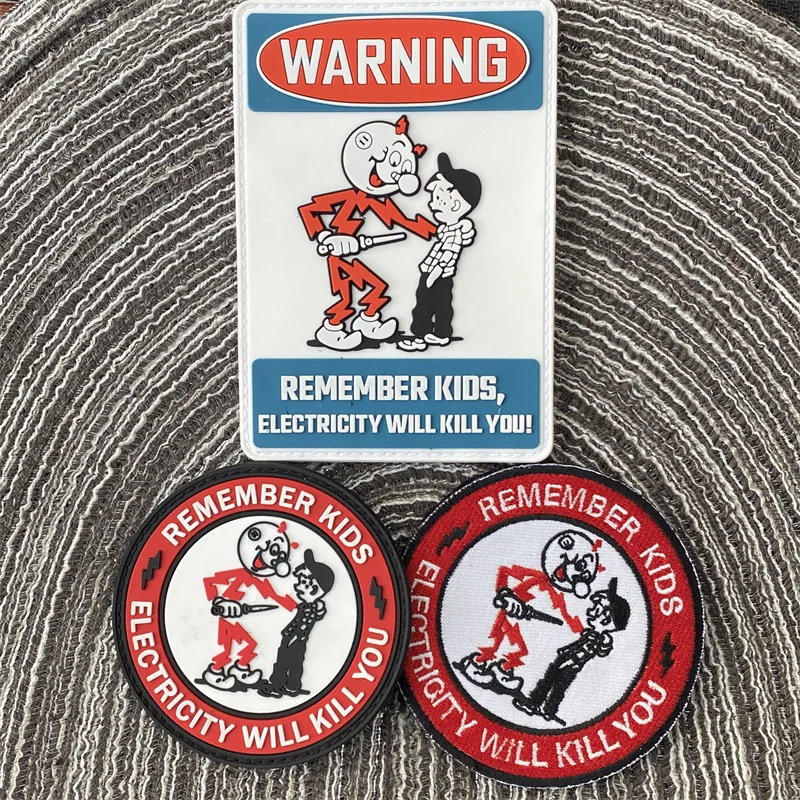 WARNING
REMEMBER KIDS,
ELECTRICITY WILL KILL YOU!
REMEMBER KIDS
ELECTRICITY WILL KILL YOU
REMEMBER KIDS
ELECTRICITY WILL KILL YOU